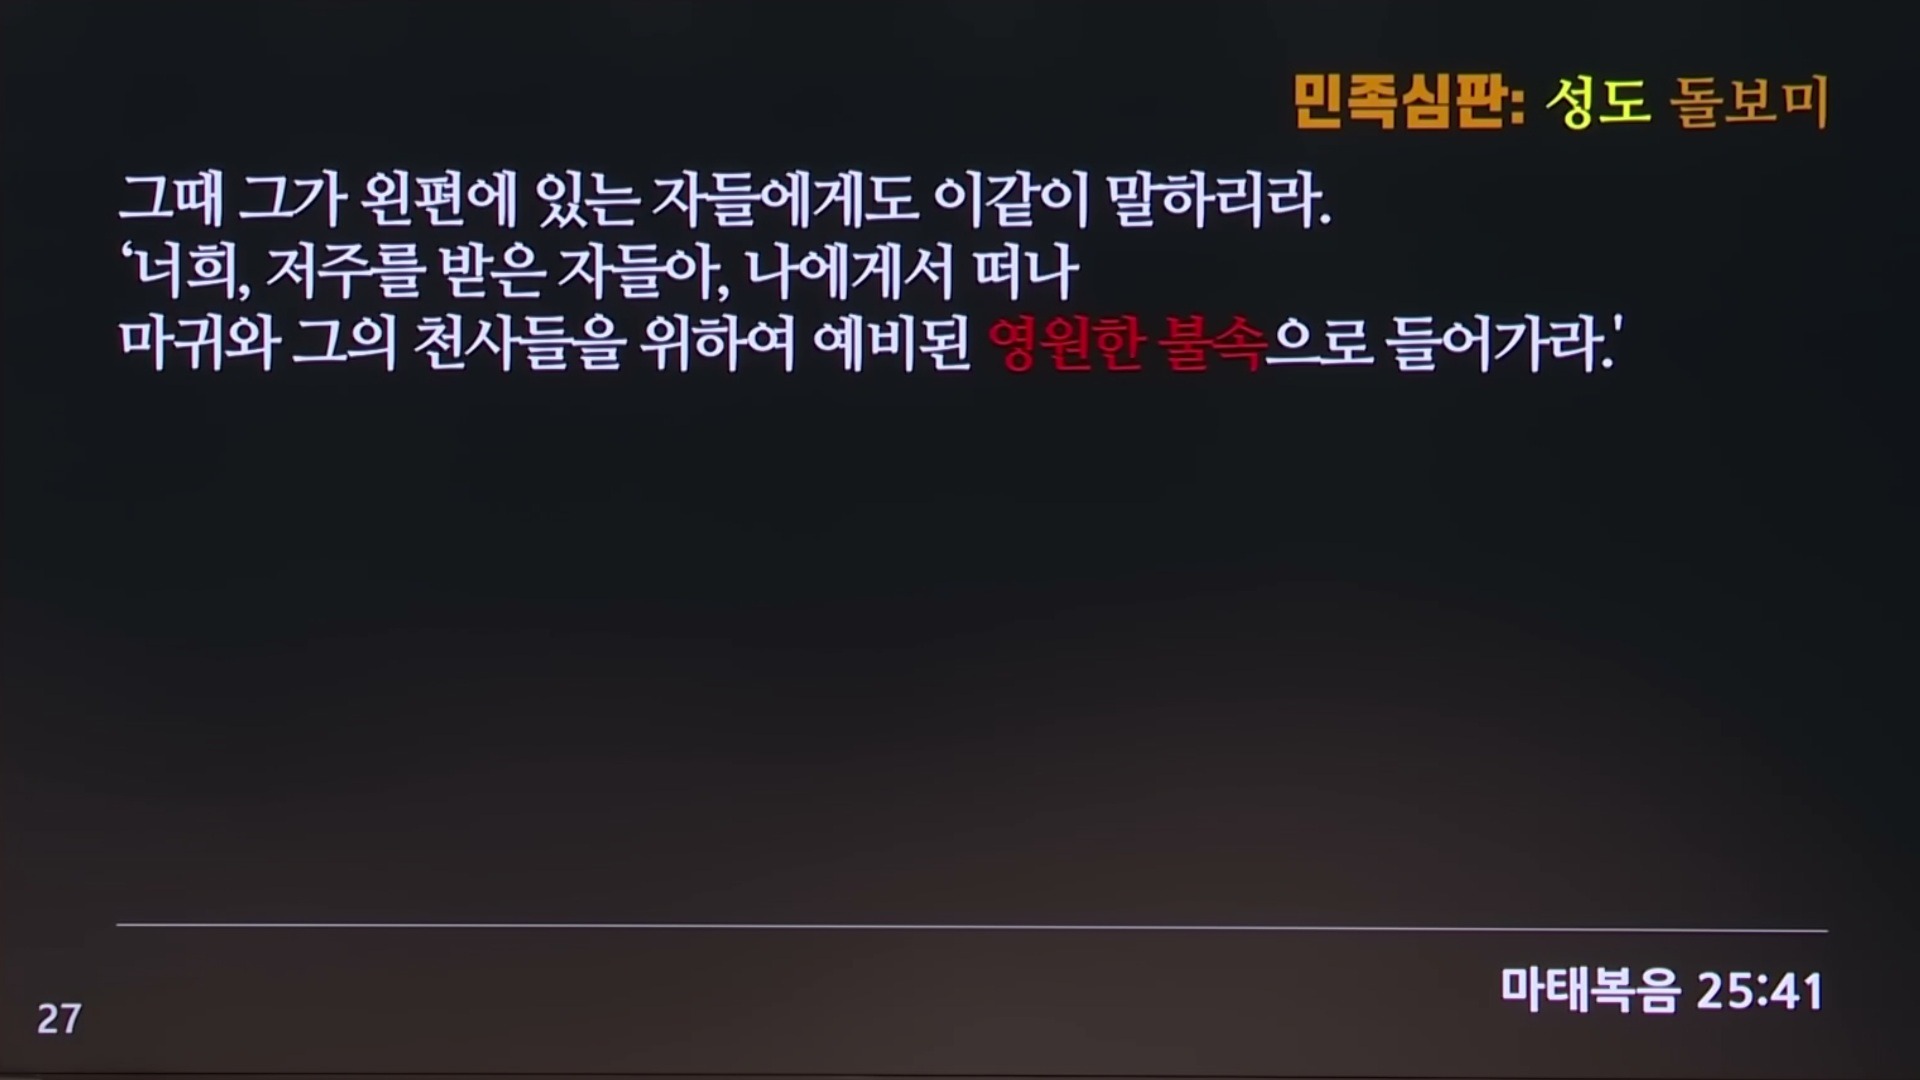 민족심판: 성도 돌보미
그때 그가 왼편에 있는 자들에게도 이같이 말하리라.
‘너희, 저주를 받은 자들아, 나에게서 떠나
마귀와 그의 천사들을 위하여 예비된 영원한 불속으로 들어가라.'
마태복음 25:41
27